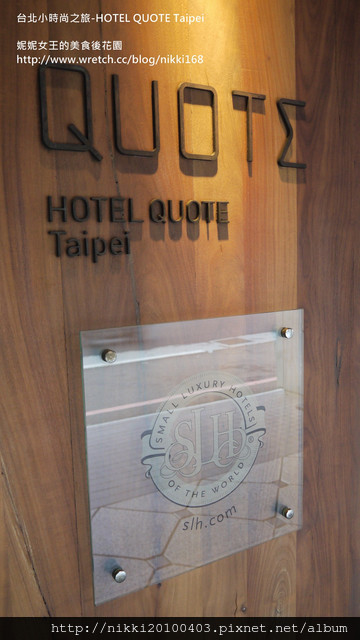 台北小時尚之旅-HOTEL QUOTE Taipei
妮妮女王的美食後花園
http://www.wretch.cc/blog/nikki168
QUOTΣ
HOTEL QUOTE
Taipei
SMALL LUXURY HOTELS
SLH
OF THE WORLD
slh.com
http://nikki20100403.pixnet.net/album